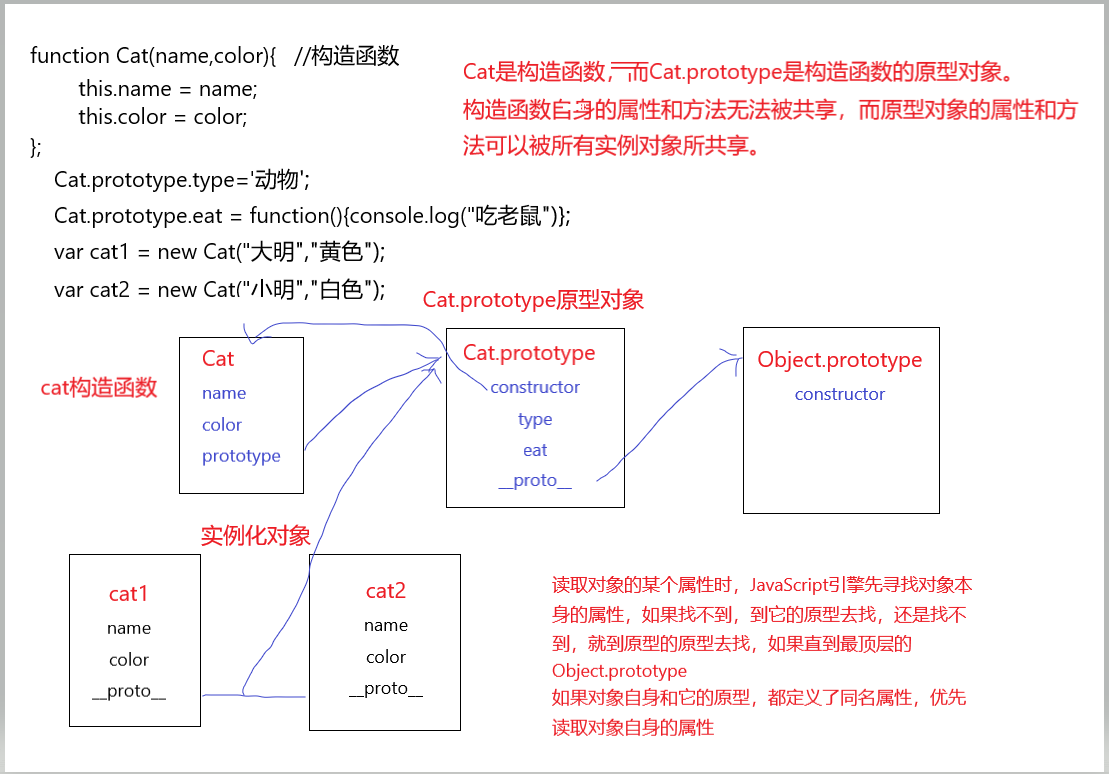 function Cat(name,color){   //构造函数
this.name = name;
this.color = color;
};
Cat.prototype.type='动物';
Cat.prototype.eat = function(){console.log("吃老鼠")};
var cat1 = new Cat("大明","黄色");
var cat2 = new Cat("小明","白色");
Cat是构造函数，而Cat.prototype是构造函数的原型对象。
构造函数自身的属性和方法无法被共享，而原型对象的属性和方
法可以被所有实例对象所共享。
Cat.prototype原型对象
cat构造函数
Cat
name
color
prototype
Cat.prototype
constructor
type
eat
__proto__
Object.prototype
constructor
实例化对象
cat1
name
color
__proto__
cat2
name
color
__proto__
读取对象的某个属性时，JavaScript引擎先寻找对象本
身的属性，如果找不到，到它的原型去找，还是找不
到，就到原型的原型去找，如果直到最顶层的
Object.prototype
如果对象自身和它的原型，都定义了同名属性，优先
读取对象自身的属性